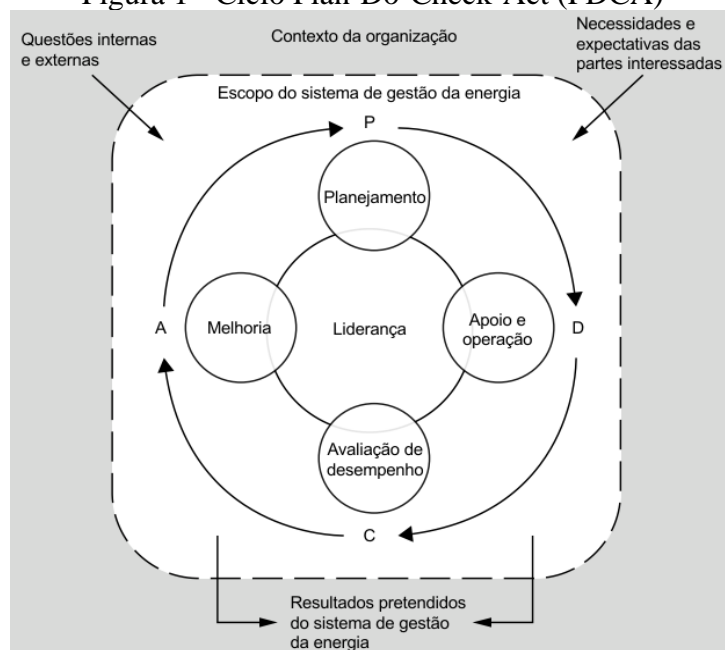 Figura 1 - Ciclo Plan-Do-Check-Act (PDCA)
Questões internas
e externas
Contexto da organização
Necessidades e
expectativas das
partes interessadas
Escopo do sistema de gestão da energia
P
Planejamento
A
Melhoria
Liderança
Apoio e
operação
D
Avaliação de
desempenho
C
Resultados pretendidos
do sistema de gestão
da energia